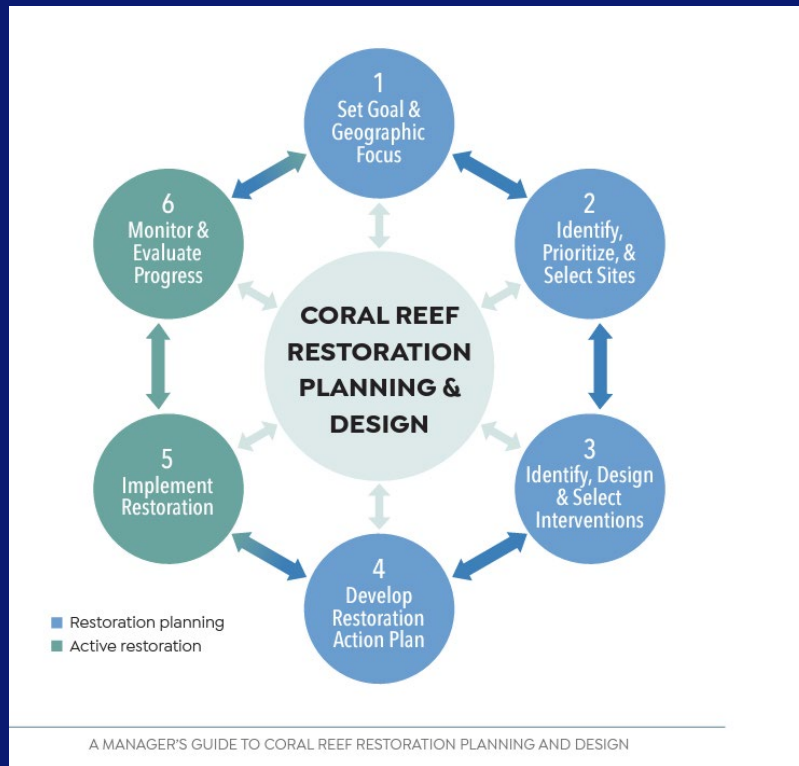 1
Set Goal &
Geographic
Focus
2
Identify,
Prioritize, &
Select Sites
3
Identify, Design
& Select
Interventions
4
Develop
Restoration
Action Plan
5
Implement
Restoration
6
Monitor &
Evaluate
Progress
CORAL REEF
RESTORATION
PLANNING &
DESIGN
Restoration planning
Active restoration
A MANAGER'S GUIDE TO CORAL REEF RESTORATION PLANNING AND DESIGN